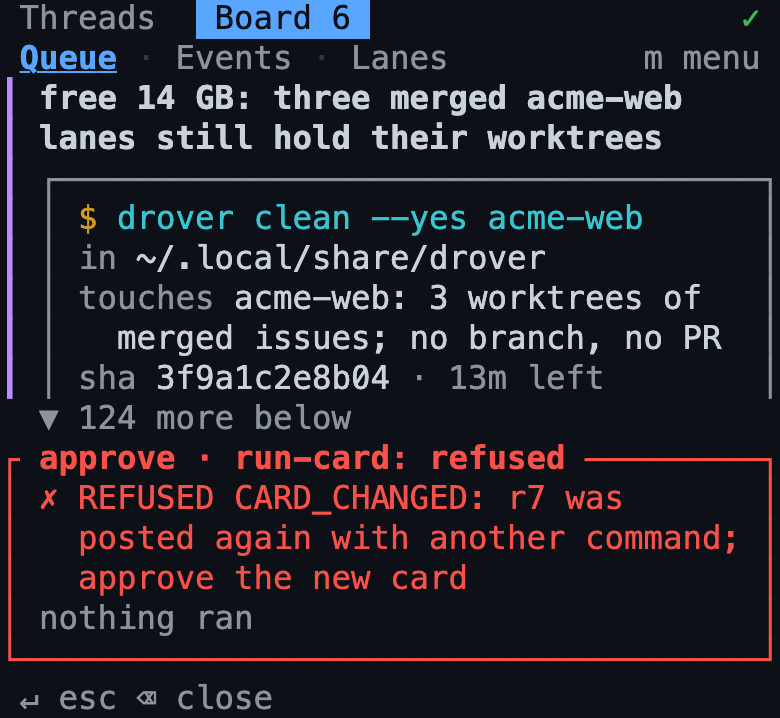 Threads Board 6 ✓
Queue · Events · Lanes m menu
free 14 GB: three merged acme-web
lanes still hold their worktrees
$ drover clean --yes acme-web
in ~/.local/share/drover
touches acme-web: 3 worktrees of
merged issues; no branch, no PR
sha 3f9a1c2e8b04 · 13m left
▼ 124 more below
approve · run-card: refused
✗ REFUSED CARD_CHANGED: r7 was
posted again with another command;
approve the new card
nothing ran
↵ esc ⌫ close